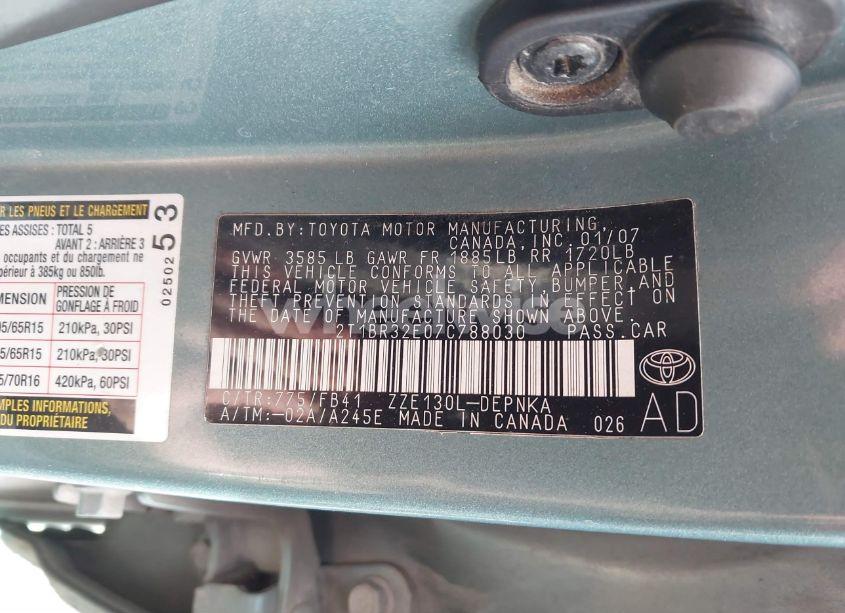 R LES PNEUS ET LE CHARGEMENT
ES ASSISES : TOTAL 5
AVANT 2 : ARRIÈRE 3
occupants et du chargement ne
périeur à 385kg ou 850lb.
0250253
MENSION PRESSION DE GONFLAGE À FROID
5/65R15 210kPa, 30PSI
5/65R15 210kPa, 30PSI
5/70R16 420kPa, 60PSI
MPLES INFORMATIONS,
DU PROPRIÉTAIRE
MFD.BY:TOYOTA MOTOR MANUFACTURING,
CANADA, INC. 01/07
GVWR 3585LB GAWR FR 1885LB RR 1720LB
THIS VEHICLE CONFORMS TO ALL APPLICABLE
FEDERAL MOTOR VEHICLE SAFETY, BUMPER, AND
THEFT PREVENTION STANDARDS IN EFFECT ON
THE DATE OF MANUFACTURE SHOWN ABOVE.
2T1BR32E07C788030 PASS.CAR
C/TR:775/FB41 ZZE130L-DEPNKA
A/TM:-02A/A245E MADE IN CANADA 026
AD